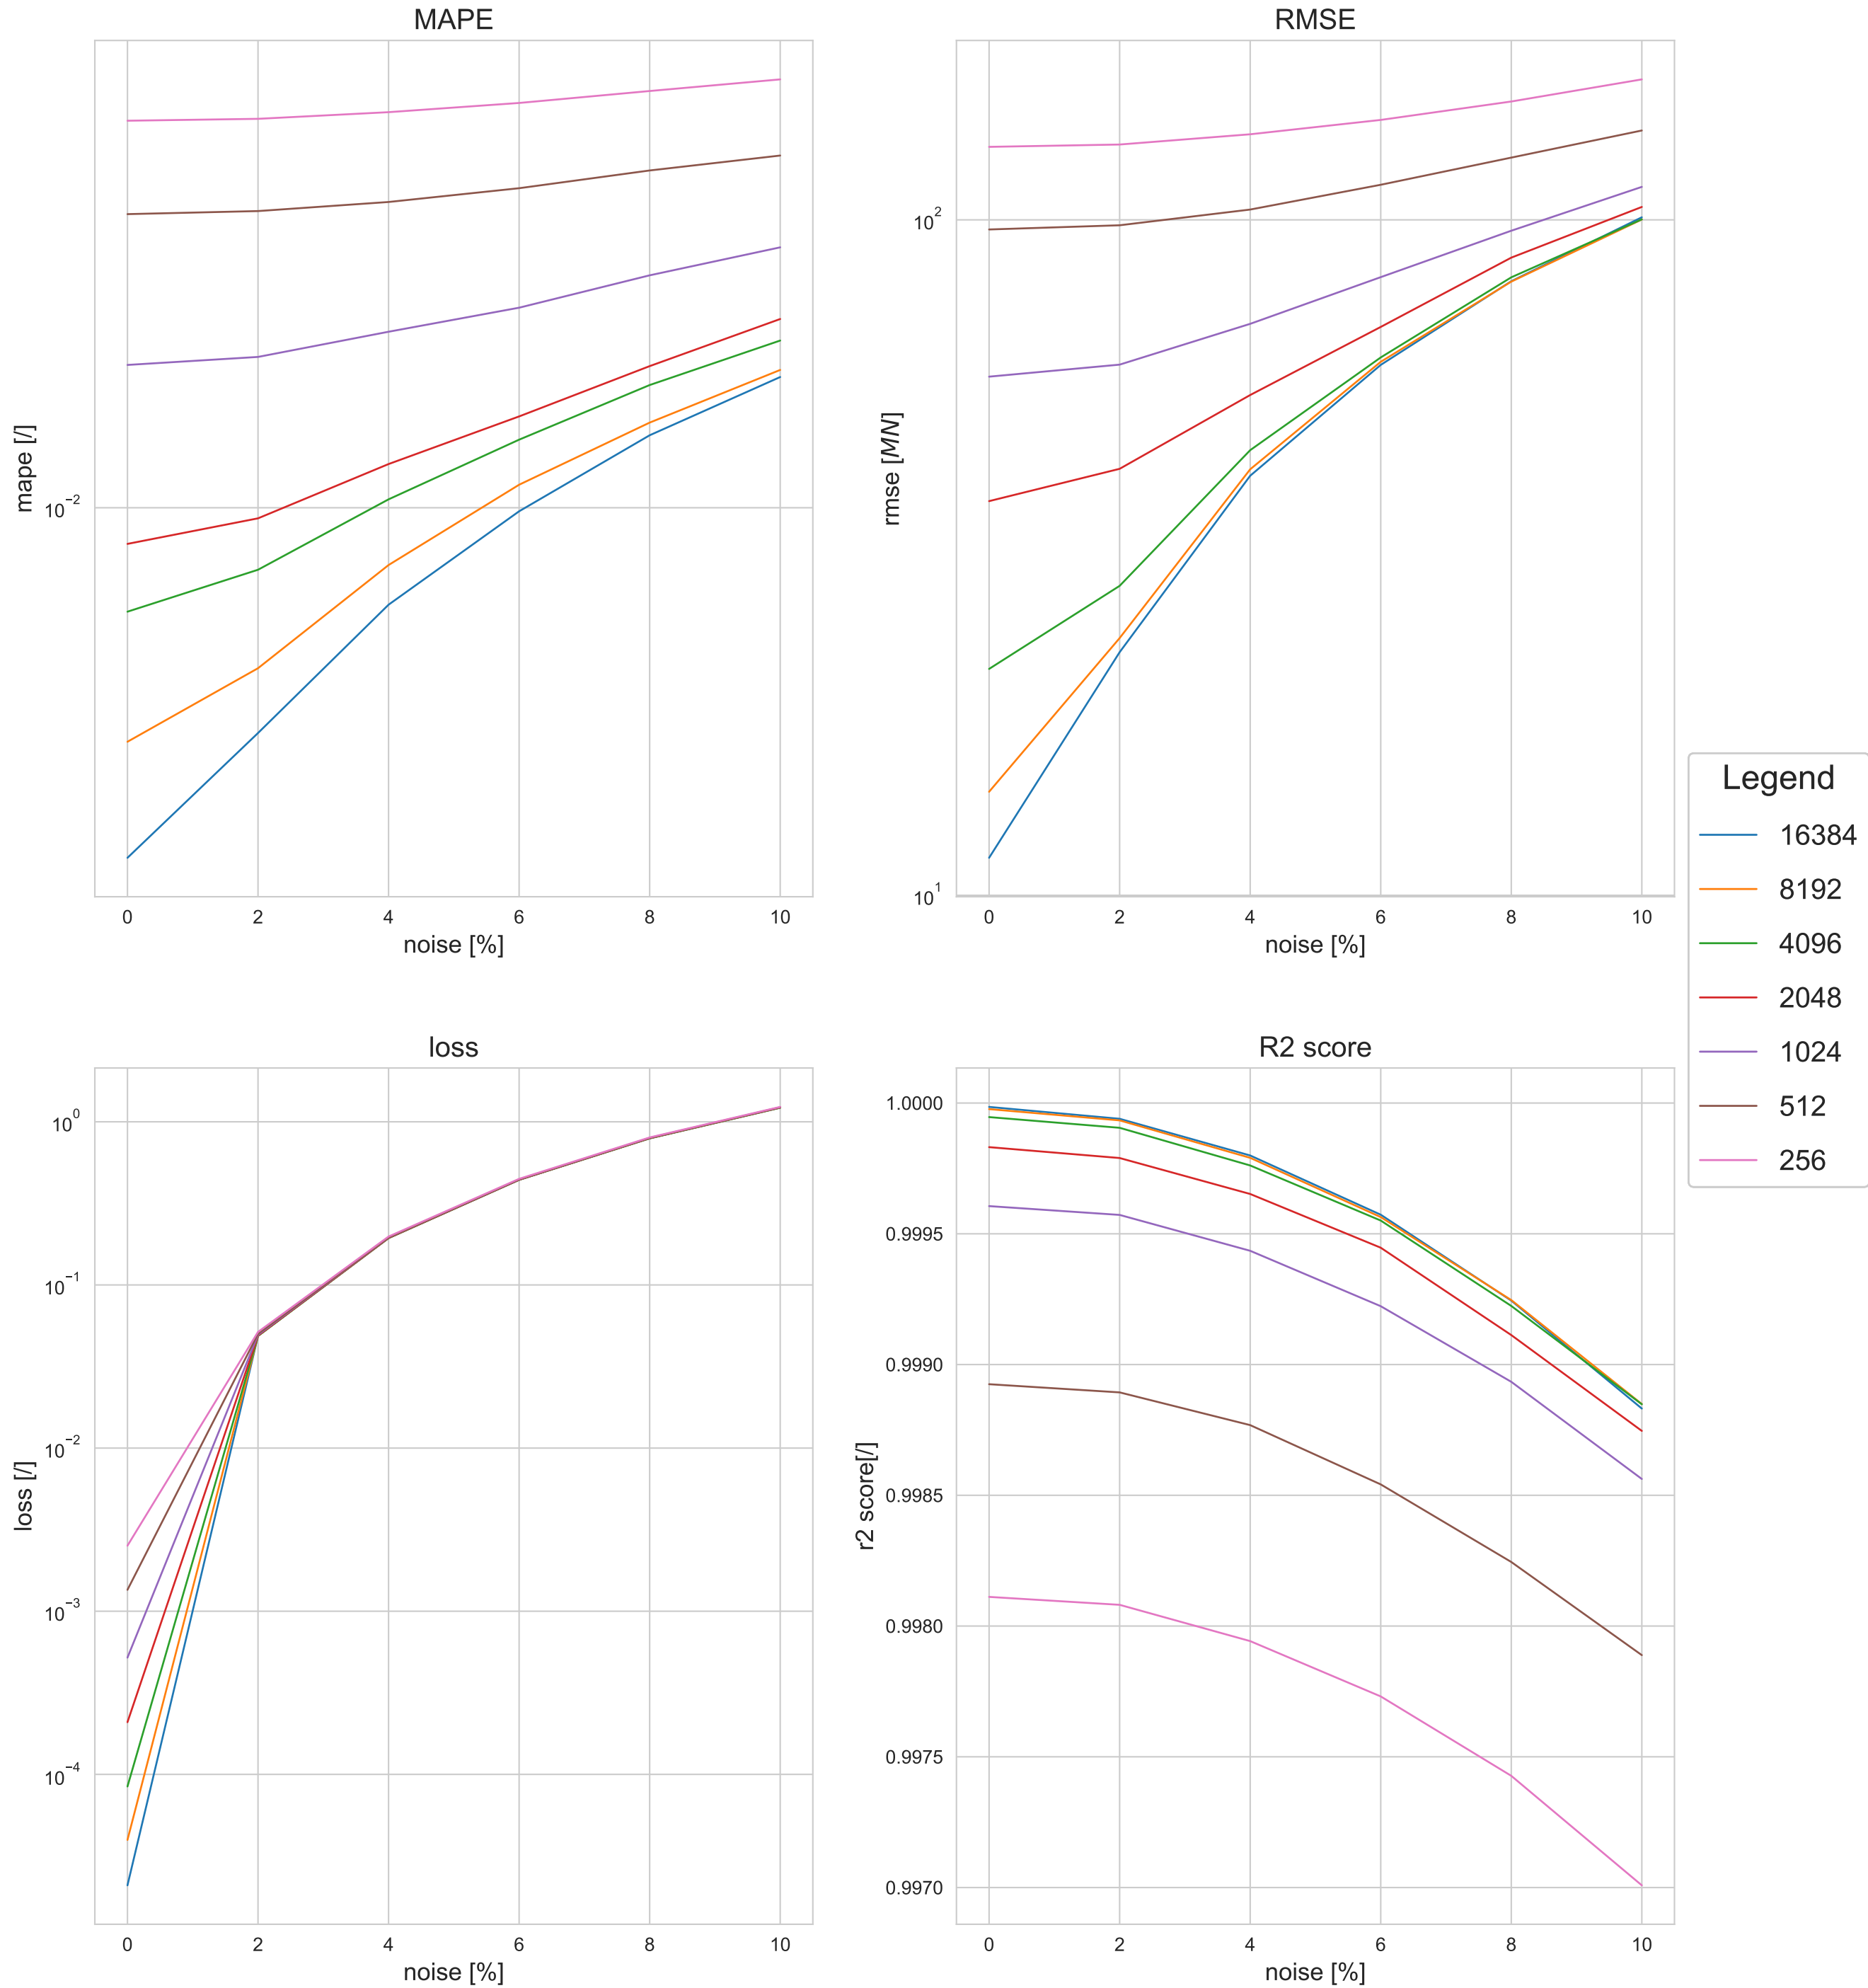 MAPE
mape [/]
10⁻²
0 2 4 6 8 10
noise [%]
RMSE
rmse [MN]
10²
10¹
0 2 4 6 8 10
noise [%]
loss
loss [/]
10⁰
10⁻¹
10⁻²
10⁻³
10⁻⁴
0 2 4 6 8 10
noise [%]
R2 score
r2 score[/]
1.0000
0.9995
0.9990
0.9985
0.9980
0.9975
0.9970
0 2 4 6 8 10
noise [%]
Legend
16384
8192
4096
2048
1024
512
256